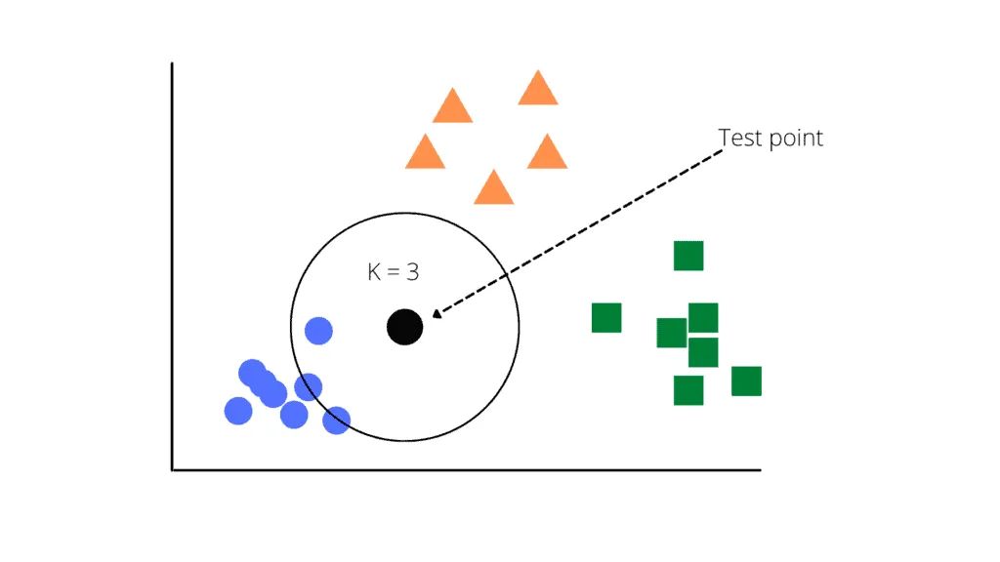 Test point
K = 3